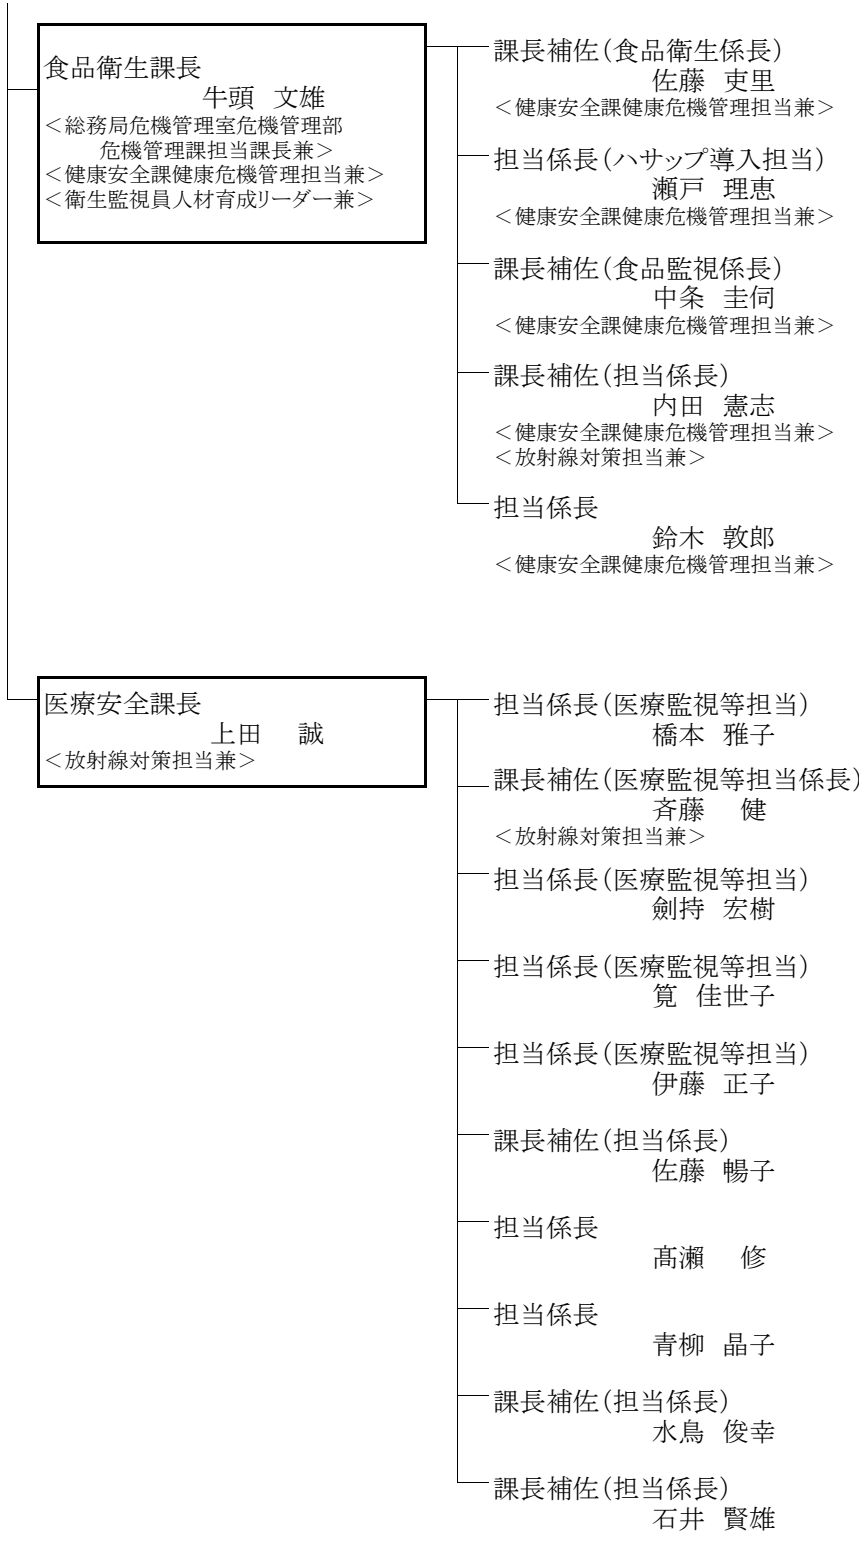 食品衛生課長
牛頭 文雄
<総務局危機管理室危機管理部
危機管理課担当課長兼>
<健康安全課健康危機管理担当兼>
<衛生監視員人材育成リーダー兼>
課長補佐(食品衛生係長)
佐藤 吏里
<健康安全課健康危機管理担当兼>
担当係長(ハサップ導入担当)
瀬戸 理恵
<健康安全課健康危機管理担当兼>
課長補佐(食品監視係長)
中条 圭伺
<健康安全課健康危機管理担当兼>
課長補佐(担当係長)
内田 憲志
<健康安全課健康危機管理担当兼>
<放射線対策担当兼>
担当係長
鈴木 敦郎
<健康安全課健康危機管理担当兼>
医療安全課長
上田 誠
<放射線対策担当兼>
担当係長(医療監視等担当)
橋本 雅子
課長補佐(医療監視等担当係長)
斉藤 健
<放射線対策担当兼>
担当係長(医療監視等担当)
劍持 宏樹
担当係長(医療監視等担当)
筧 佳世子
担当係長(医療監視等担当)
伊藤 正子
課長補佐(担当係長)
佐藤 暢子
担当係長
髙瀨 修
担当係長
青柳 晶子
課長補佐(担当係長)
水鳥 俊幸
課長補佐(担当係長)
石井 賢雄